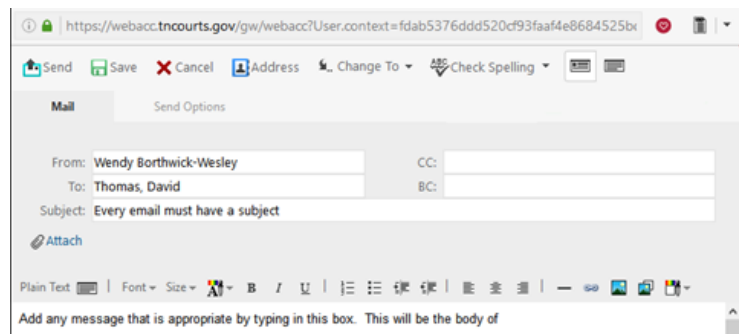 https://webacc.tncourts.gov/gw/webacc?User.context=fdab5376ddd520cf93faaf4e8684525b
Send Save Cancel Address Change To ABC Check Spelling
Mail Send Options
From: Wendy Borthwick-Wesley CC:
To: Thomas, David BC:
Subject: Every email must have a subject
Attach
Plain Text Font Size B I U
Add any message that is appropriate by typing in this box. This will be the body of